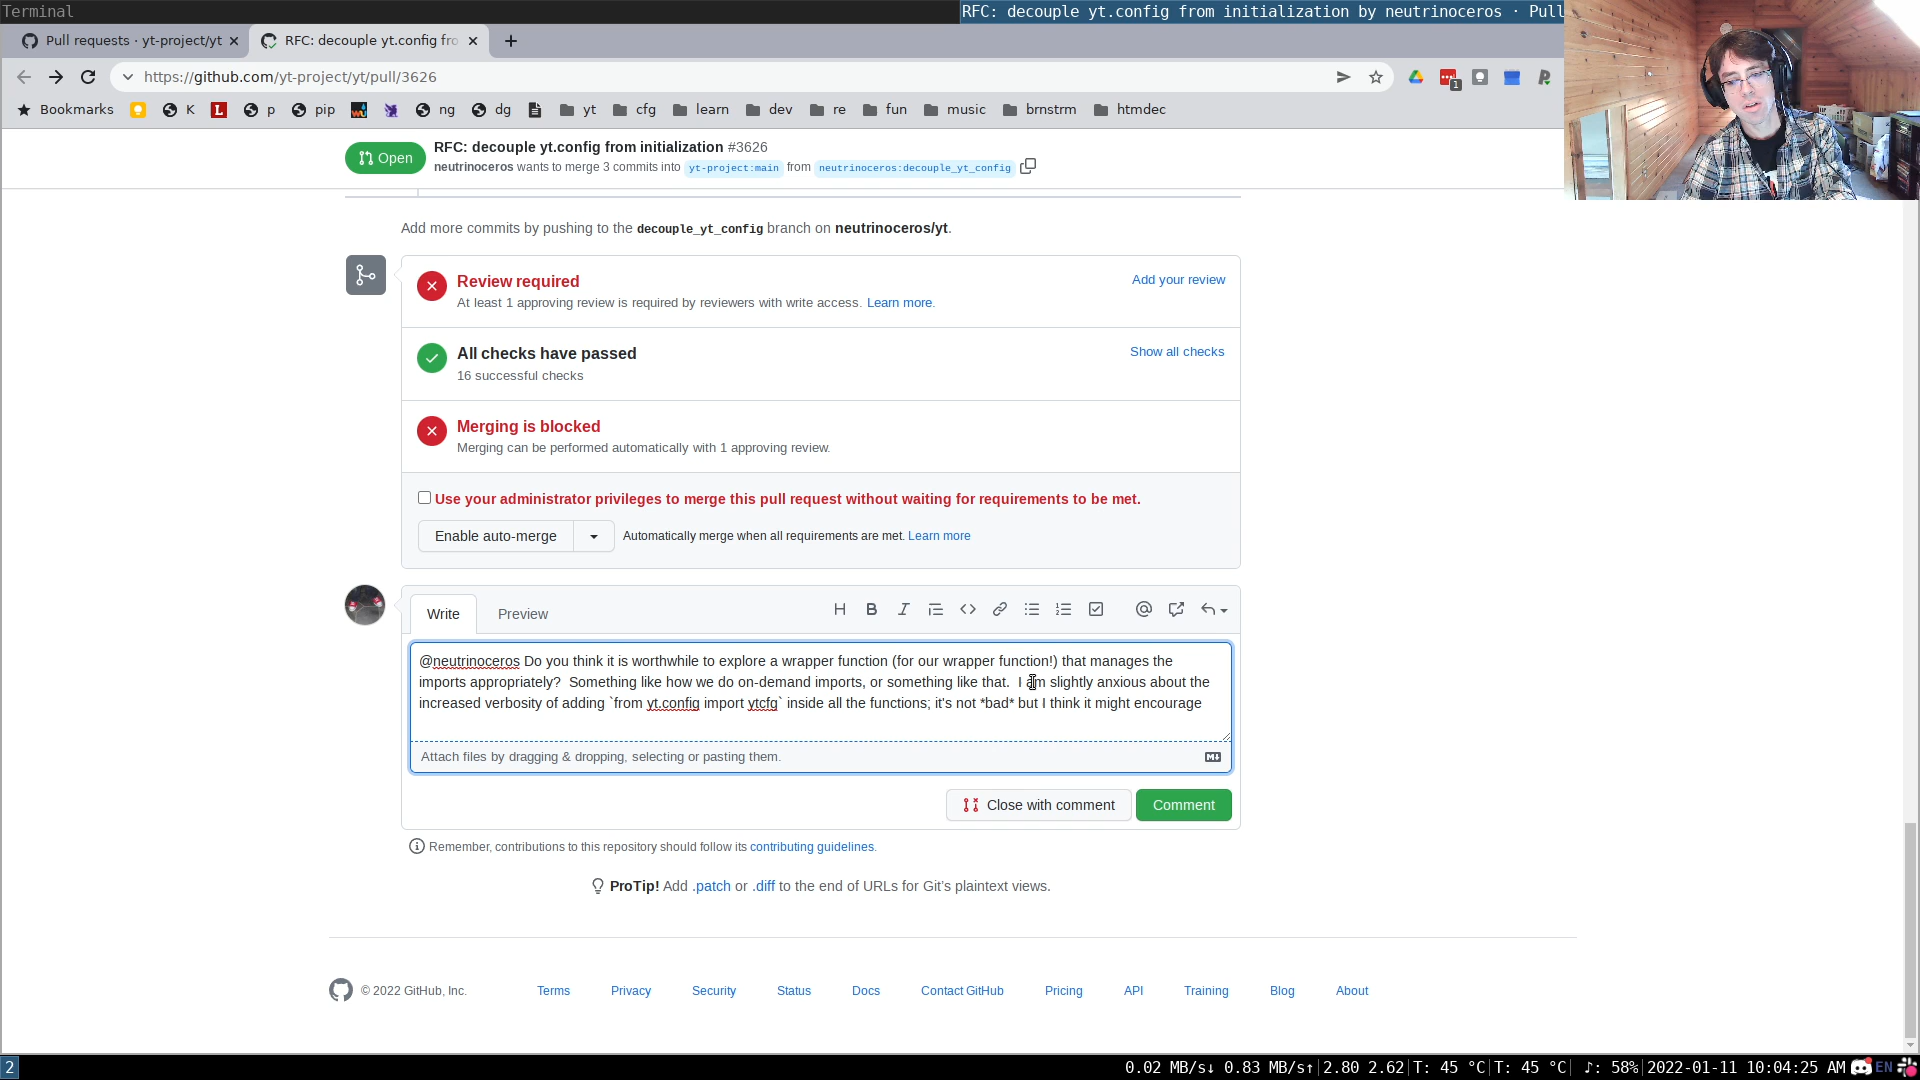 Terminal
RFC: decouple yt.config from initialization by neutrinoceros · Pull
Pull requests · yt-project/yt
RFC: decouple yt.config fro
https://github.com/yt-project/yt/pull/3626
1
Bookmarks K L p pip ng dg yt cfg learn dev re fun music brnstrm htmdec
Open
RFC: decouple yt.config from initialization #3626
neutrinoceros wants to merge 3 commits into yt-project:main from neutrinoceros:decouple_yt_config
Add more commits by pushing to the decouple_yt_config branch on neutrinoceros/yt.
Review required
Add your review
At least 1 approving review is required by reviewers with write access. Learn more.
All checks have passed
Show all checks
16 successful checks
Merging is blocked
Merging can be performed automatically with 1 approving review.
Use your administrator privileges to merge this pull request without waiting for requirements to be met.
Enable auto-merge
Automatically merge when all requirements are met. Learn more
Write
Preview
@neutrinoceros Do you think it is worthwhile to explore a wrapper function (for our wrapper function!) that manages the
imports appropriately?  Something like how we do on-demand imports, or something like that.  I am slightly anxious about the
increased verbosity of adding `from yt.config import ytcfg` inside all the functions; it's not *bad* but I think it might encourage
Attach files by dragging & dropping, selecting or pasting them.
Close with comment
Comment
Remember, contributions to this repository should follow its contributing guidelines.
ProTip! Add .patch or .diff to the end of URLs for Git's plaintext views.
© 2022 GitHub, Inc.
Terms
Privacy
Security
Status
Docs
Contact GitHub
Pricing
API
Training
Blog
About
2
0.02 MB/s↓ 0.83 MB/s↑|2.80 2.62|T: 45 °C|T: 45 °C| ♪: 58%|2022-01-11 10:04:25 AM EN